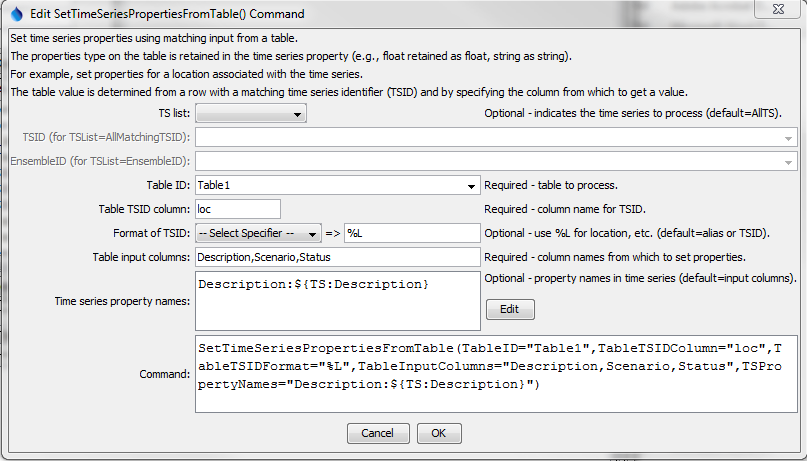 Edit SetTimeSeriesPropertiesFromTable() Command
Set time series properties using matching input from a table.
The properties type on the table is retained in the time series property (e.g., float retained as float, string as string).
For example, set properties for a location associated with the time series.
The table value is determined from a row with a matching time series identifier (TSID) and by specifying the column from which to get a value.
TS list: Optional - indicates the time series to process (default=AllTS).
TSID (for TSList=AllMatchingTSID):
EnsembleID (for TSList=EnsembleID):
Table ID: Table1 Required - table to process.
Table TSID column: loc Required - column name for TSID.
Format of TSID: -- Select Specifier -- => %L Optional - use %L for location, etc. (default=alias or TSID).
Table input columns: Description,Scenario,Status Required - column names from which to set properties.
Time series property names: Description:${TS:Description} Optional - property names in time series (default=input columns).
Edit
Command: SetTimeSeriesPropertiesFromTable(TableID="Table1",TableTSIDColumn="loc",T
ableTSIDFormat="%L",TableInputColumns="Description,Scenario,Status",TSPro
pertyNames="Description:${TS:Description}")
Cancel OK